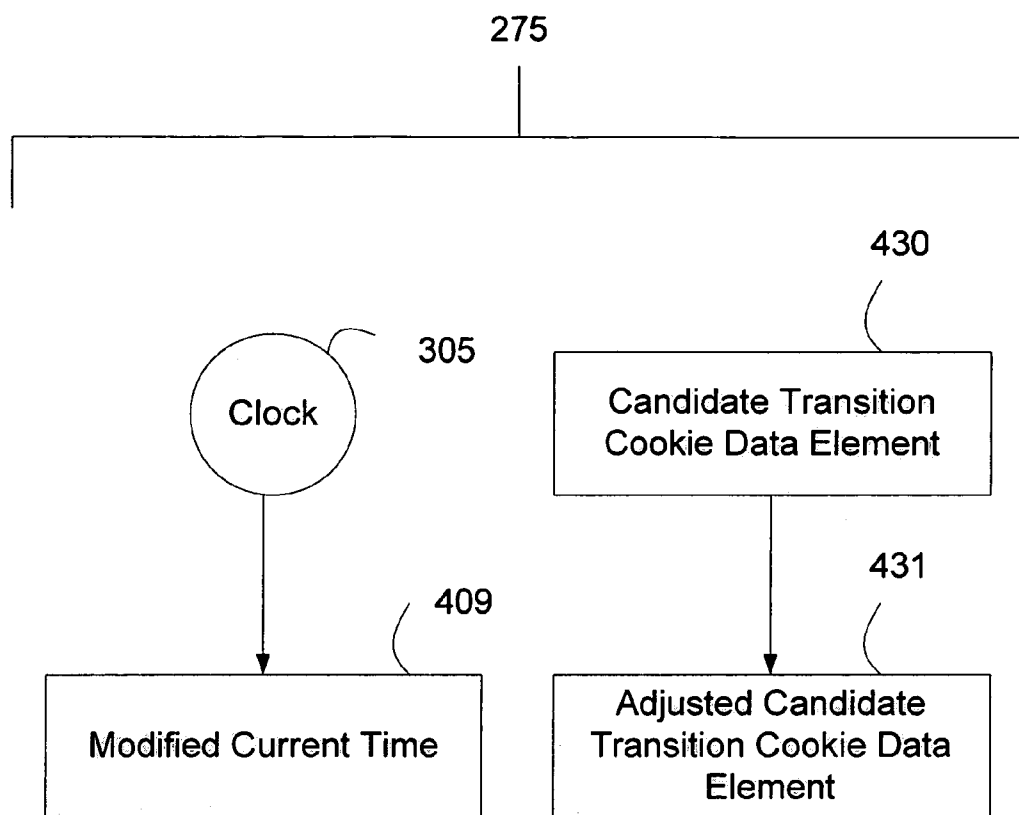 275
430
305
Clock
Candidate Transition
Cookie Data Element
431
409
Modified Current Time
Adjusted Candidate
Transition Cookie Data
Element